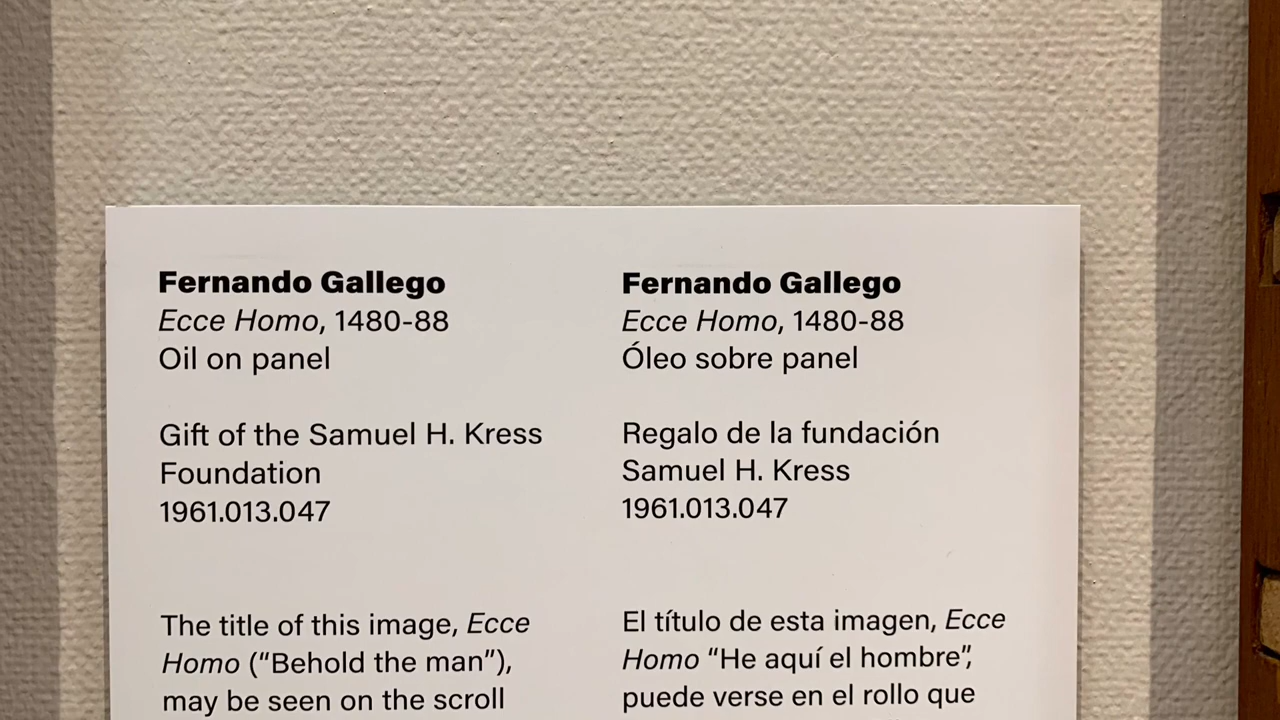 Fernando Gallego
Ecce Homo, 1480-88
Oil on panel
Gift of the Samuel H. Kress
Foundation
1961.013.047
The title of this image, Ecce
Homo (“Behold the man”),
may be seen on the scroll
Fernando Gallego
Ecce Homo, 1480-88
Óleo sobre panel
Regalo de la fundación
Samuel H. Kress
1961.013.047
El títúlo de esta imagen, Ecce
Homo “He aquí el hombre”,
puede verse en el rollo que